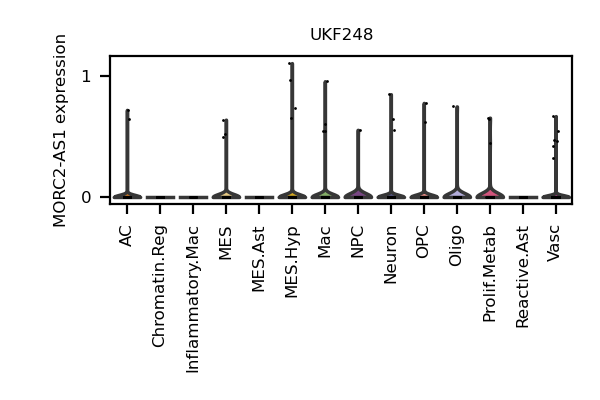 UKF248
MORC2-AS1 expression
1
0
AC
Chromatin.Reg
Inflammatory.Mac
MES
MES.Ast
MES.Hyp
Mac
NPC
Neuron
OPC
Oligo
Prolif.Metab
Reactive.Ast
Vasc